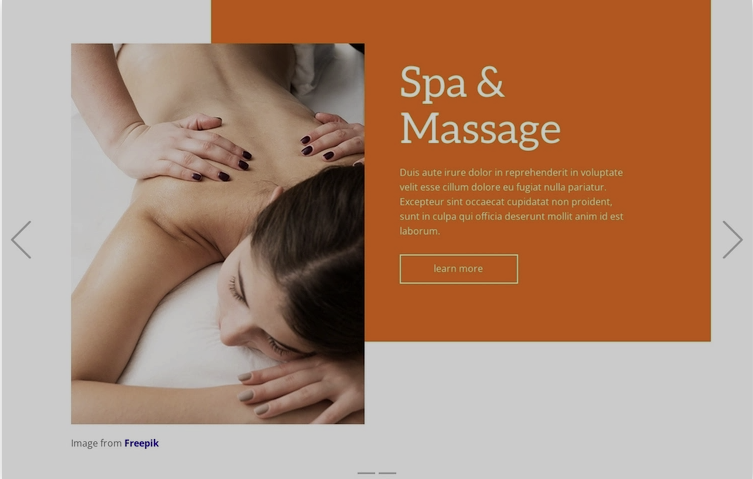 Spa &
Massage
Duis aute irure dolor in reprehenderit in voluptate
velit esse cillum dolore eu fugiat nulla pariatur.
Excepteur sint occaecat cupidatat non proident,
sunt in culpa qui officia deserunt mollit anim id est
laborum.
learn more
Image from Freepik